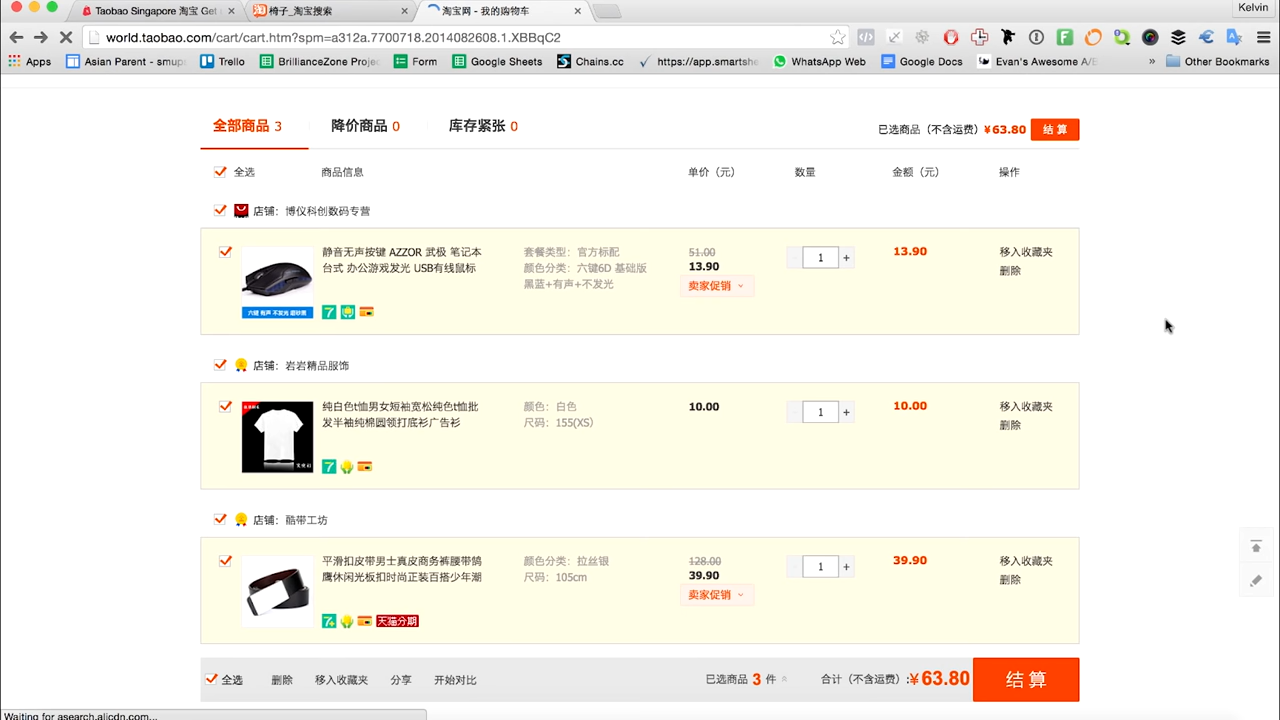 Taobao Singapore 淘宝 Get
椅子_淘宝搜索
淘宝网 - 我的购物车
Kelvin
world.taobao.com/cart/cart.htm?spm=a312a.7700718.2014082608.1.XBBqC2
Apps
Asian Parent - smups
Trello
BrillianceZone Projec
Form
Google Sheets
Chains.cc
https://app.smartshe
WhatsApp Web
Google Docs
Evan's Awesome A/B
»
Other Bookmarks
全部商品 3
降价商品 0
库存紧张 0
已选商品（不含运费）¥63.80
结 算
全选
商品信息
单价（元）
数量
金额（元）
操作
店铺：博仪科创数码专营
静音无声按键 AZZOR 武极 笔记本
台式 办公游戏发光 USB有线鼠标
套餐类型：官方标配
颜色分类：六键6D 基础版
黑蓝+有声+不发光
51.00
13.90
卖家促销
- 1 +
13.90
移入收藏夹
删除
7
店铺：岩岩精品服饰
纯白色t恤男女短袖宽松纯色t恤批
发半袖纯棉圆领打底衫广告衫
颜色：白色
尺码：155(XS)
10.00
- 1 +
10.00
移入收藏夹
删除
7
店铺：酷带工坊
平滑扣皮带男士真皮商务裤腰带鸽
鹰休闲光板扣时尚正装百搭少年潮
颜色分类：拉丝银
尺码：105cm
128.00
39.90
卖家促销
- 1 +
39.90
移入收藏夹
删除
7+
天猫分期
全选
删除
移入收藏夹
分享
开始对比
已选商品 3 件
合计（不含运费）:¥63.80
结 算
Waiting for asearch.alicdn.com...